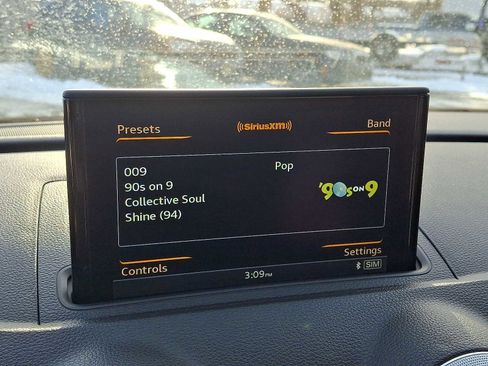 Presets
SiriusXM
Band
009
Pop
90s on 9
Collective Soul
Shine (94)
'90s ON 9
Controls
Settings
3:09PM
SIM